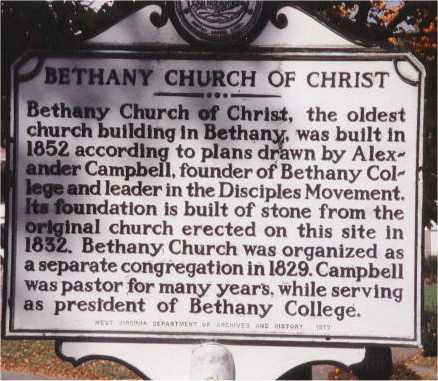 BETHANY CHURCH OF CHRIST
Bethany Church of Christ, the oldest
church building in Bethany, was built in
1852 according to plans drawn by Alex-
ander Campbell, founder of Bethany Col-
lege and leader in the Disciples Movement.
Its foundation is built of stone from the
original church erected on this site in
1832. Bethany Church was organized as
a separate congregation in 1829. Campbell
was pastor for many years, while serving
as president of Bethany College.
WEST VIRGINIA DEPARTMENT OF ARCHIVES AND HISTORY